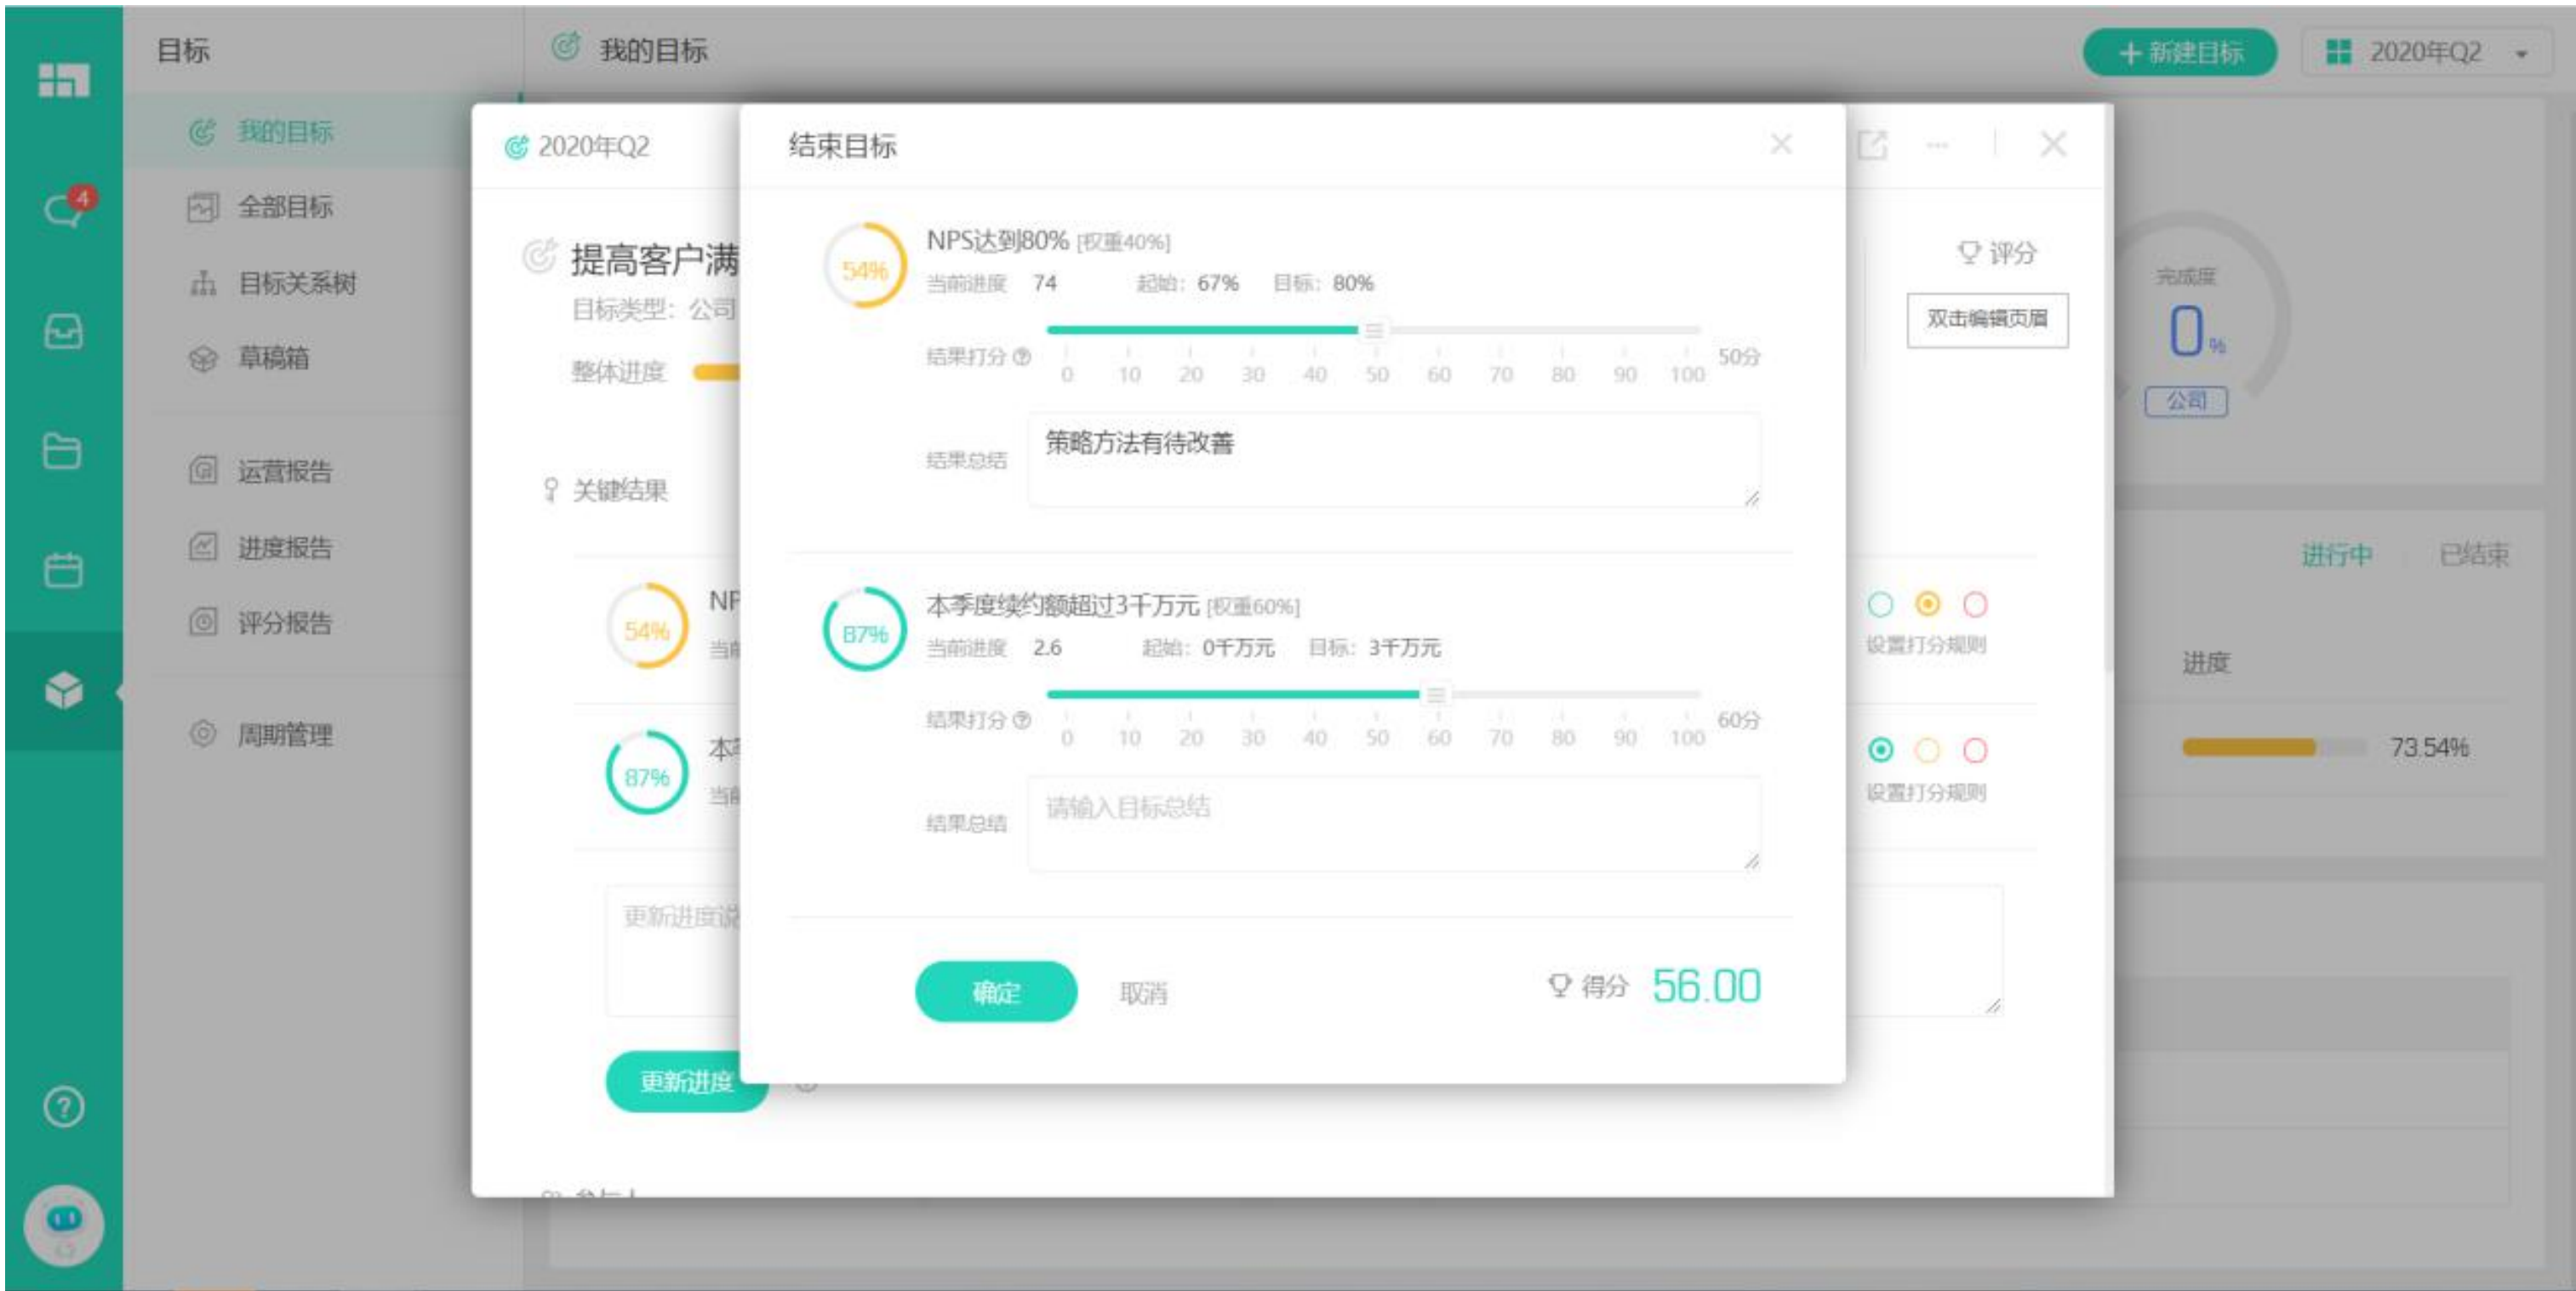 目标
我的目标
全部目标
目标关系树
草稿箱
运营报告
进度报告
评分报告
周期管理
4
我的目标
+新建目标
2020年Q2
2020年Q2
提高客户满
目标类型：公司
整体进度
关键结果
54%
NP
87%
更新进度
结束目标
54%
NPS达到80% [权重40%]
当前进度 74 起始：67% 目标：80%
结果打分 50分
0 10 20 30 40 50 60 70 80 90 100
结果总结
策略方法有待改善
87%
本季度续约额超过3千万元 [权重60%]
当前进度 2.6 起始：0千万元 目标：3千万元
结果打分 60分
0 10 20 30 40 50 60 70 80 90 100
结果总结
请输入目标总结
确定 取消 得分 56.00
评分
双击编辑页眉
设置打分规则
设置打分规则
完成度
0%
公司
进行中 已结束
进度
73.54%